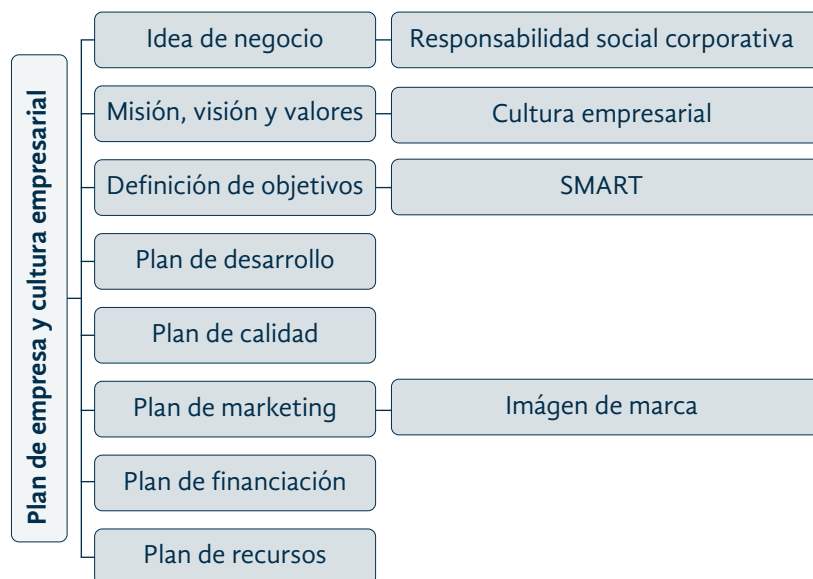 Plan de empresa y cultura empresarial
Idea de negocio
Responsabilidad social corporativa
Misión, visión y valores
Cultura empresarial
Definición de objetivos
SMART
Plan de desarrollo
Plan de calidad
Plan de marketing
Imágen de marca
Plan de financiación
Plan de recursos